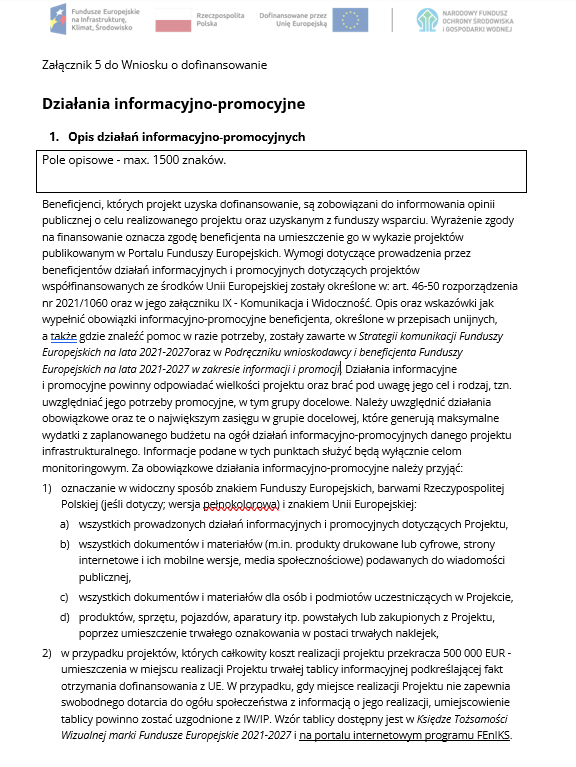 Fundusze Europejskie
na Infrastrukturę,
Klimat, Środowisko
Rzeczpospolita
Polska
Dofinansowane przez
Unię Europejską
NARODOWY FUNDUSZ
OCHRONY ŚRODOWISKA
I GOSPODARKI WODNEJ
Załącznik 5 do Wniosku o dofinansowanie
Działania informacyjno-promocyjne
1. Opis działań informacyjno-promocyjnych
Pole opisowe - max. 1500 znaków.
Beneficjenci, których projekt uzyska dofinansowanie, są zobowiązani do informowania opinii
publicznej o celu realizowanego projektu oraz uzyskanym z funduszy wsparciu. Wyrażenie zgody
na finansowanie oznacza zgodę beneficjenta na umieszczenie go w wykazie projektów
publikowanym w Portalu Funduszy Europejskich. Wymogi dotyczące prowadzenia przez
beneficjentów działań informacyjnych i promocyjnych dotyczących projektów
współfinansowanych ze środków Unii Europejskiej zostały określone w: art. 46-50 rozporządzenia
nr 2021/1060 oraz w jego załączniku IX - Komunikacja i Widoczność. Opis oraz wskazówki jak
wypełnić obowiązki informacyjno-promocyjne beneficjenta, określone w przepisach unijnych,
a także gdzie znaleźć pomoc w razie potrzeby, zostały zawarte w Strategii komunikacji Funduszy
Europejskich na lata 2021-2027oraz w Podręczniku wnioskodawcy i beneficjenta Funduszy
Europejskich na lata 2021-2027 w zakresie informacji i promocji. Działania informacyjne
i promocyjne powinny odpowiadać wielkości projektu oraz brać pod uwagę jego cel i rodzaj, tzn.
uwzględniać jego potrzeby promocyjne, w tym grupy docelowe. Należy uwzględnić działania
obowiązkowe oraz te o największym zasięgu w grupie docelowej, które generują maksymalne
wydatki z zaplanowanego budżetu na ogół działań informacyjno-promocyjnych danego projektu
infrastrukturalnego. Informacje podane w tych punktach służyć będą wyłącznie celom
monitoringowym. Za obowiązkowe działania informacyjno-promocyjne należy przyjąć:
1) oznaczanie w widoczny sposób znakiem Funduszy Europejskich, barwami Rzeczypospolitej
Polskiej (jeśli dotyczy; wersja pełnokolorowa) i znakiem Unii Europejskiej:
a) wszystkich prowadzonych działań informacyjnych i promocyjnych dotyczących Projektu,
b) wszystkich dokumentów i materiałów (m.in. produkty drukowane lub cyfrowe, strony
internetowe i ich mobilne wersje, media społecznościowe) podawanych do wiadomości
publicznej,
c) wszystkich dokumentów i materiałów dla osób i podmiotów uczestniczących w Projekcie,
d) produktów, sprzętu, pojazdów, aparatury itp. powstałych lub zakupionych z Projektu,
poprzez umieszczenie trwałego oznakowania w postaci trwałych naklejek,
2) w przypadku projektów, których całkowity koszt realizacji projektu przekracza 500 000 EUR -
umieszczenia w miejscu realizacji Projektu trwałej tablicy informacyjnej podkreślającej fakt
otrzymania dofinansowania z UE. W przypadku, gdy miejsce realizacji Projektu nie zapewnia
swobodnego dotarcia do ogółu społeczeństwa z informacją o jego realizacji, umiejscowienie
tablicy powinno zostać uzgodnione z IW/IP. Wzór tablicy dostępny jest w Księdze Tożsamości
Wizualnej marki Fundusze Europejskie 2021-2027 i na portalu internetowym programu FEnIKS.